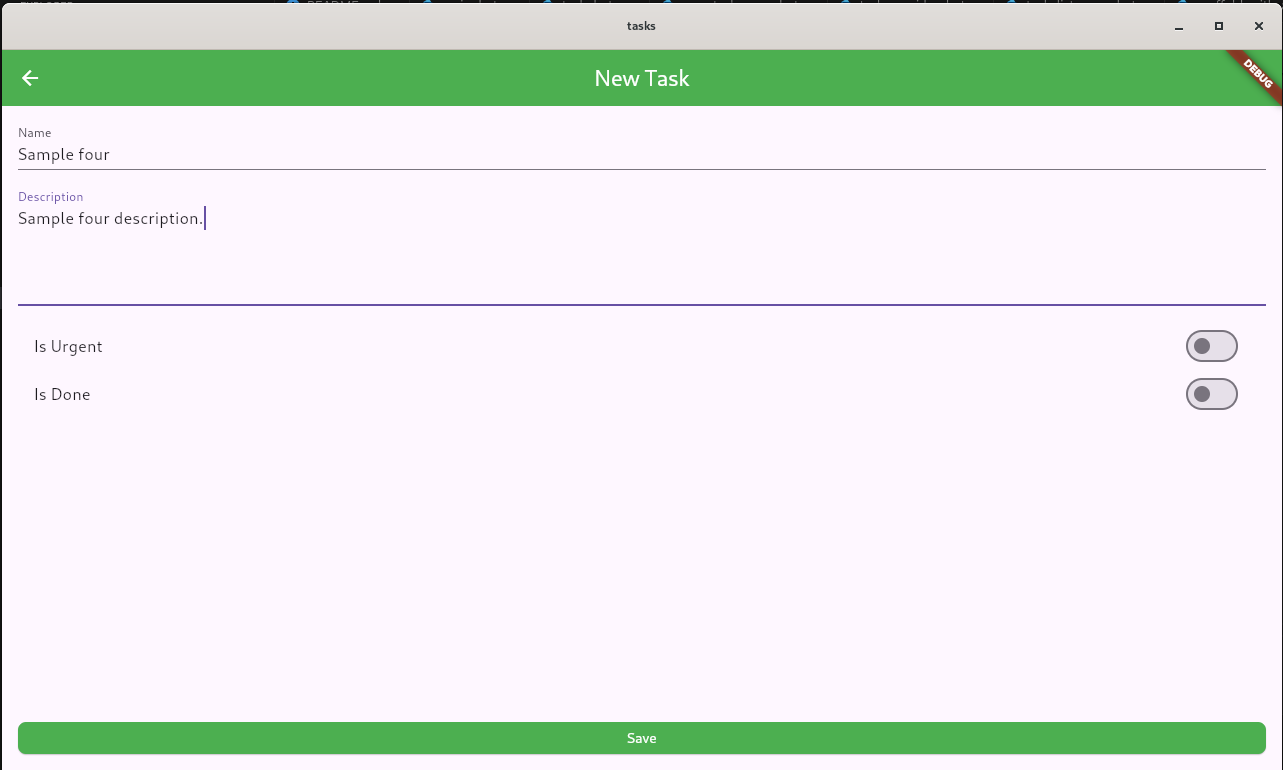 tasks
New Task
DEBUG
Name
Sample four
Description
Sample four description.
Is Urgent
Is Done
Save